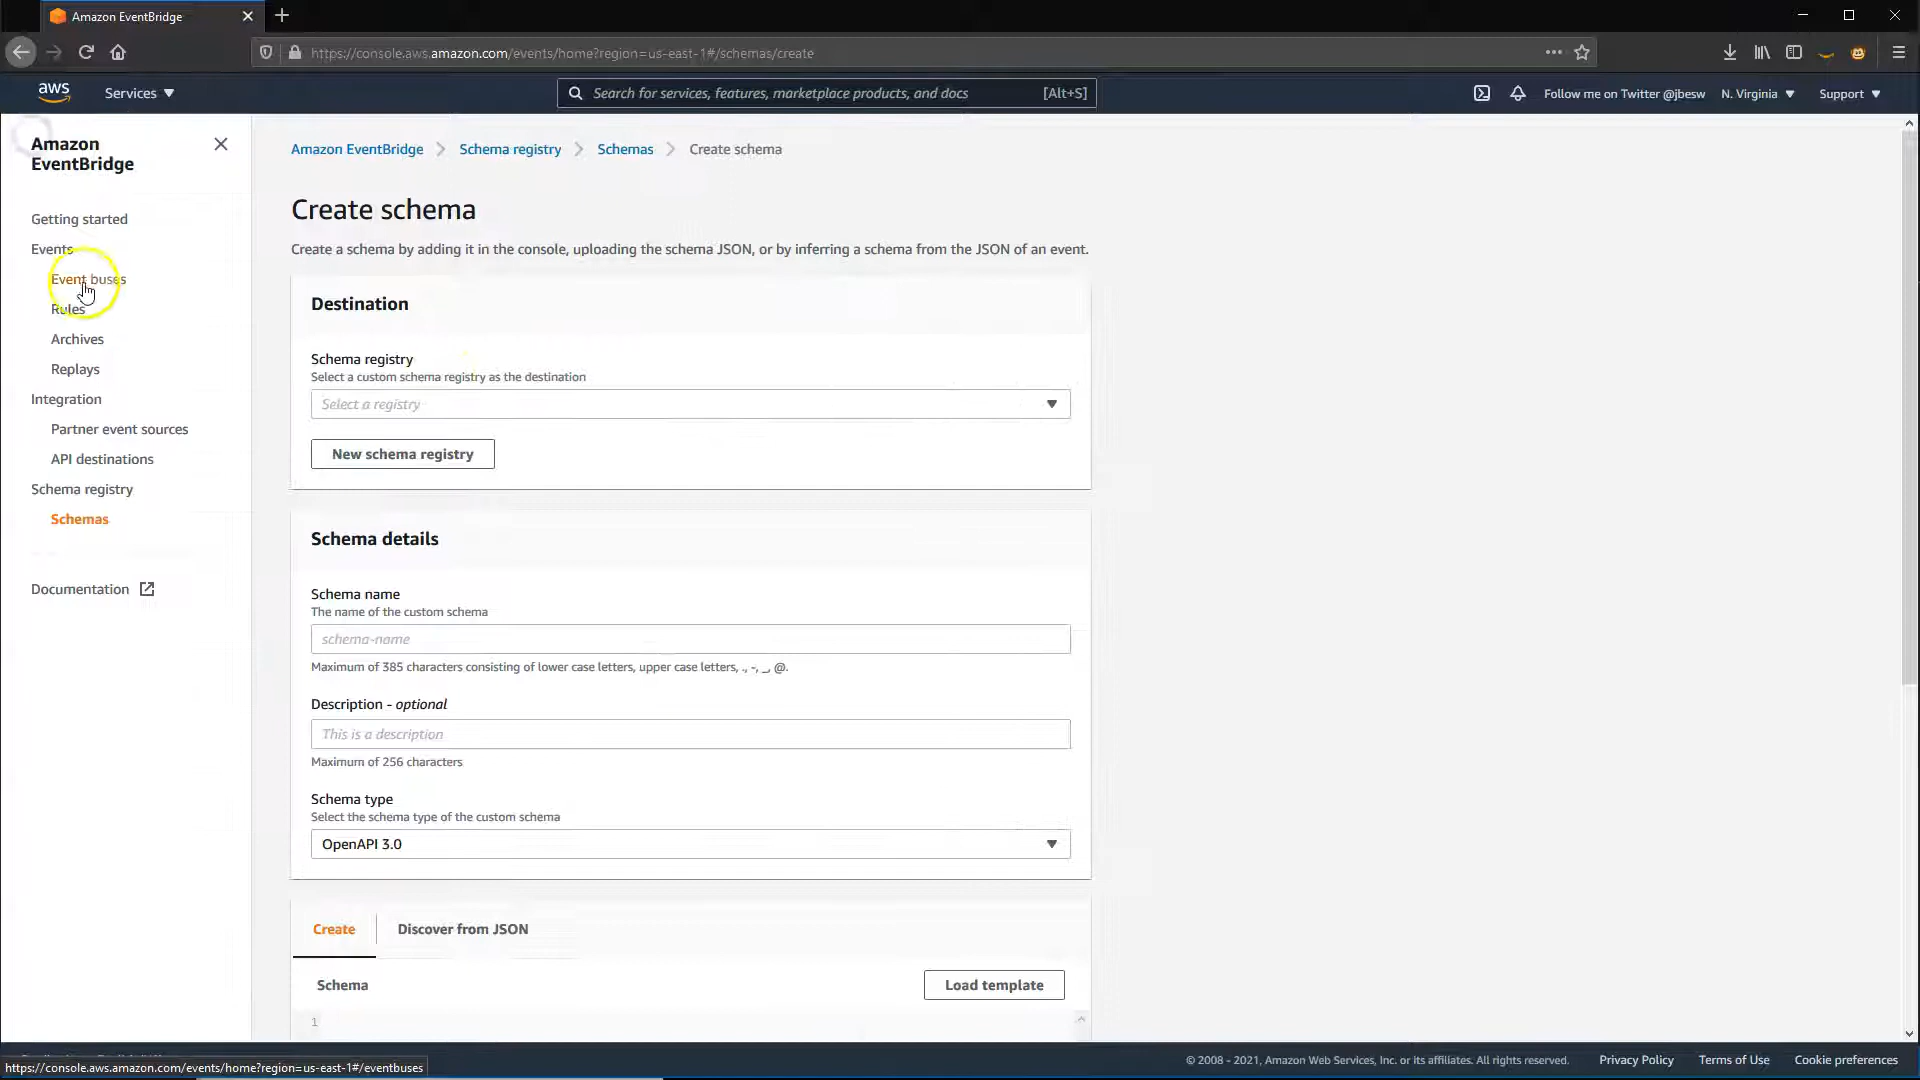 Amazon EventBridge
https://console.aws.amazon.com/events/home?region=us-east-1#/schemas/create
aws
Services
Search for services, features, marketplace products, and docs
[Alt+S]
Follow me on Twitter @jbesw
N. Virginia
Support
Amazon
EventBridge
Getting started
Events
Event buses
Rules
Archives
Replays
Integration
Partner event sources
API destinations
Schema registry
Schemas
Documentation
Amazon EventBridge
Schema registry
Schemas
Create schema
Create schema
Create a schema by adding it in the console, uploading the schema JSON, or by inferring a schema from the JSON of an event.
Destination
Schema registry
Select a custom schema registry as the destination
Select a registry
New schema registry
Schema details
Schema name
The name of the custom schema
schema-name
Maximum of 385 characters consisting of lower case letters, upper case letters, ., -, _, @.
Description - optional
This is a description
Maximum of 256 characters
Schema type
Select the schema type of the custom schema
OpenAPI 3.0
Create
Discover from JSON
Schema
Load template
1
https://console.aws.amazon.com/events/home?region=us-east-1#/eventbuses
© 2008 - 2021, Amazon Web Services, Inc. or its affiliates. All rights reserved.
Privacy Policy
Terms of Use
Cookie preferences